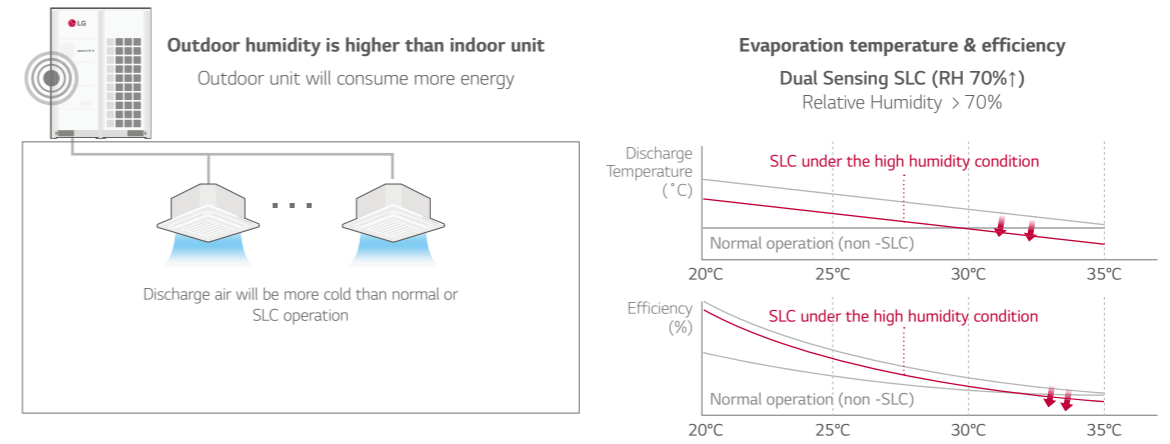 LG
Outdoor humidity is higher than indoor unit
Outdoor unit will consume more energy
Discharge air will be more cold than normal or
SLC operation
Evaporation temperature & efficiency
Dual Sensing SLC (RH 70%↑)
Relative Humidity > 70%
Discharge
Temperature
(˚C)
SLC under the high humidity condition
Normal operation (non -SLC)
20°C 25°C 30°C 35°C
Efficiency
(%)
SLC under the high humidity condition
Normal operation (non -SLC)
20°C 25°C 30°C 35°C